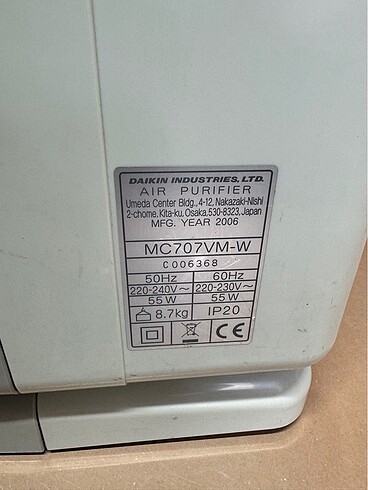 DAIKIN INDUSTRIES, LTD.
AIR PURIFIER
Umeda Center Bldg., 4-12, Nakazaki-Nishi
2-chome, Kita-ku, Osaka, 530-8323, Japan
MFG. YEAR 2006
MC707VM-W
C006368
50Hz 60Hz
220-240V~ 220-230V~
55W 55W
8.7kg IP20
CE